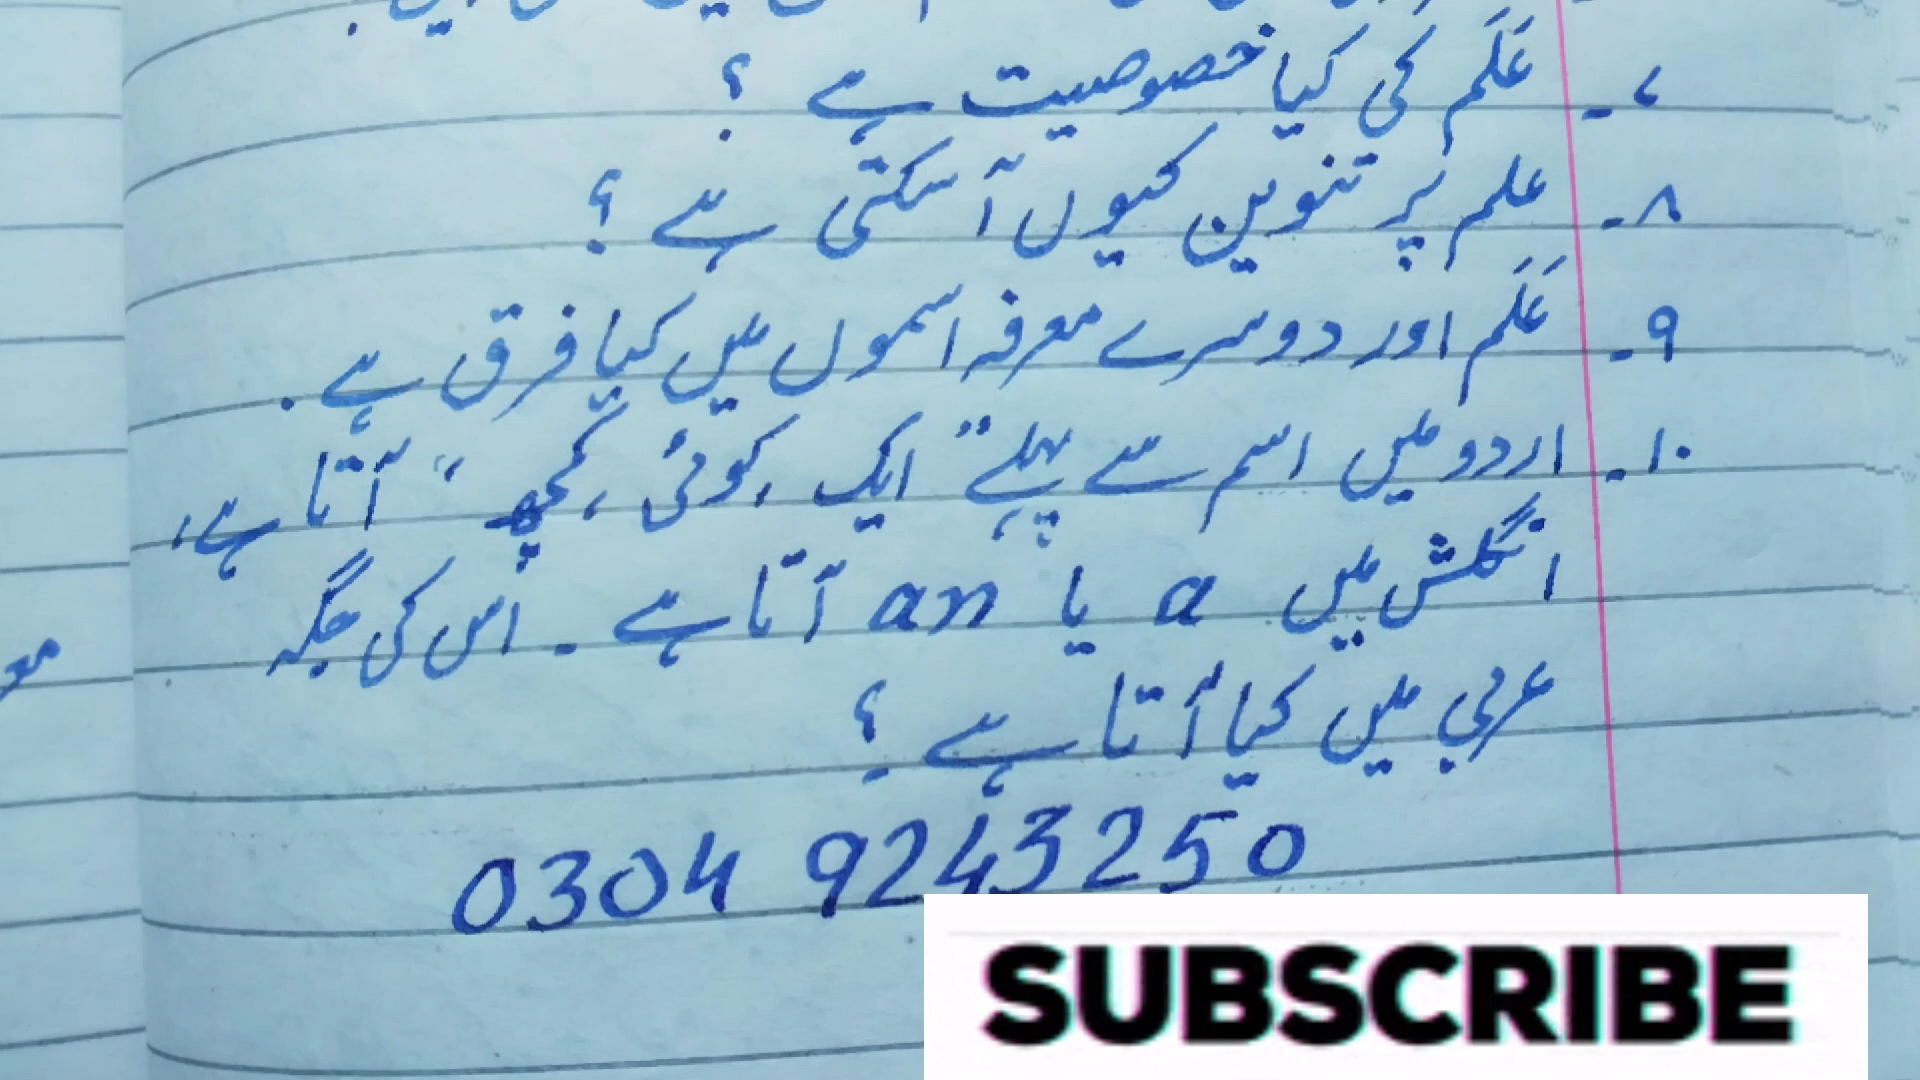 ۷۔ عَلَم کی کیا خصوصیت ہے ؟
۸۔ علم پر تنوین کیوں آ سکتی ہے ؟
۹۔ عَلَم اور دوسرے معرفہ اسموں میں کیا فرق ہے .
۱۰۔ اردو میں اسم سے پہلے " ایک ، کوئی ، کچھ " آتا ہے،
انگلش میں a یا an آتا ہے ۔ اس کی جگہ
عربی میں کیا آتا ہے ؟
0304 9243250
SUBSCRIBE